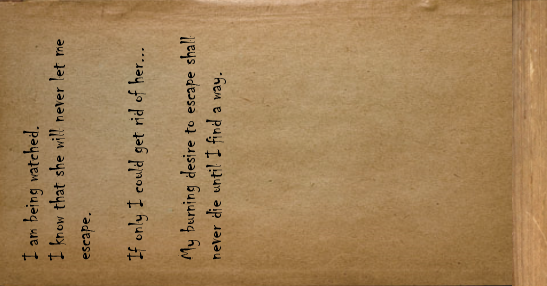 I am being watched.
I know that she will never let me
escape.
If only I could get rid of her...
My burning desire to escape shall
never die until I find a way.